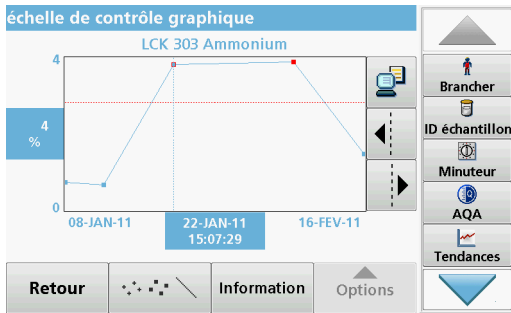 échelle de contrôle graphique
LCK 303 Ammonium
4
4
%
0
08-JAN-11
22-JAN-11
15:07:29
16-FEV-11
Retour
Information
Options
Brancher
ID échantillon
Minuteur
AQA
Tendances